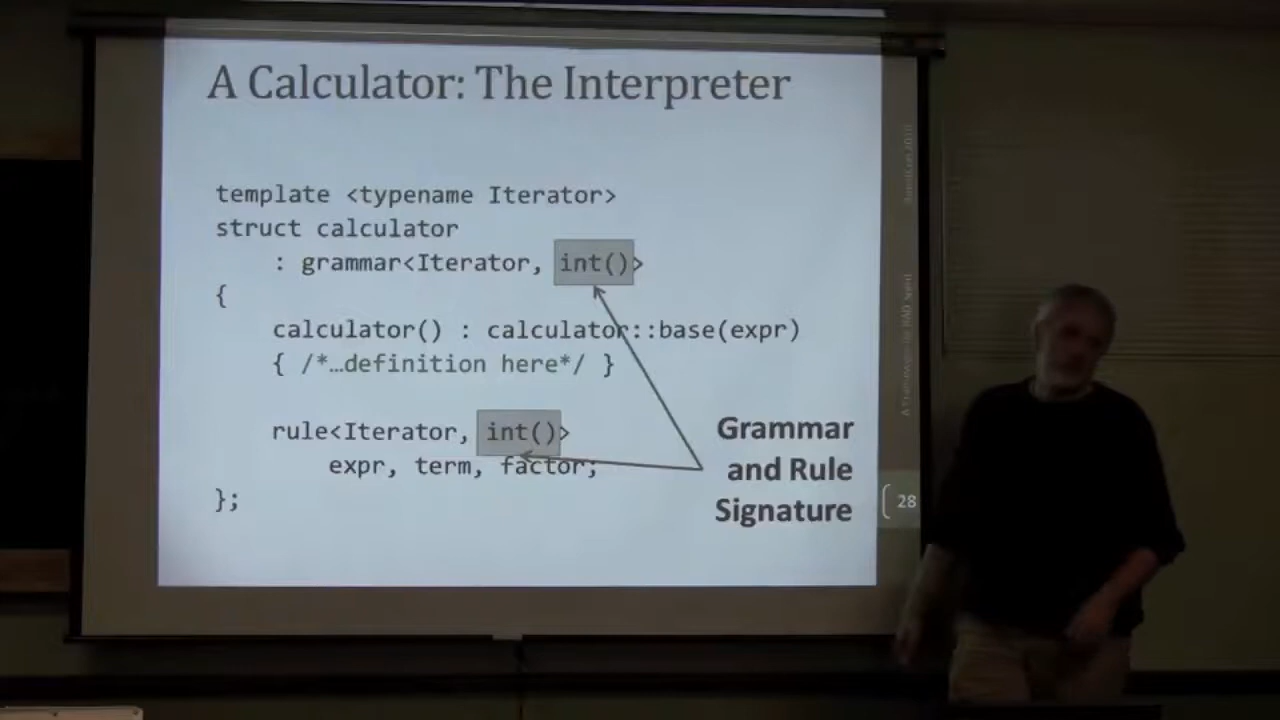 A Calculator: The Interpreter
template <typename Iterator>
struct calculator
: grammar<Iterator, int()>
{
calculator() : calculator::base(expr)
{ /*…definition here*/ }
rule<Iterator, int()>
expr, term, factor;
};
Grammar
and Rule
Signature
28